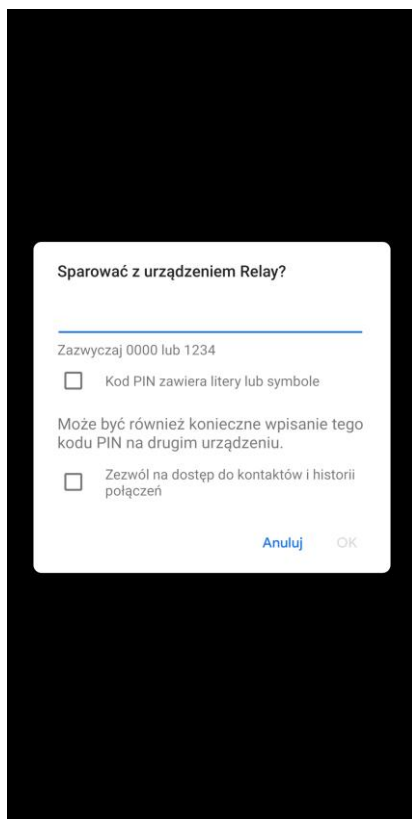 Sparować z urządzeniem Relay?
Zazwyczaj 0000 lub 1234
Kod PIN zawiera litery lub symbole
Może być również konieczne wpisanie tego
kodu PIN na drugim urządzeniu.
Zezwól na dostęp do kontaktów i historii
połączeń
Anuluj OK